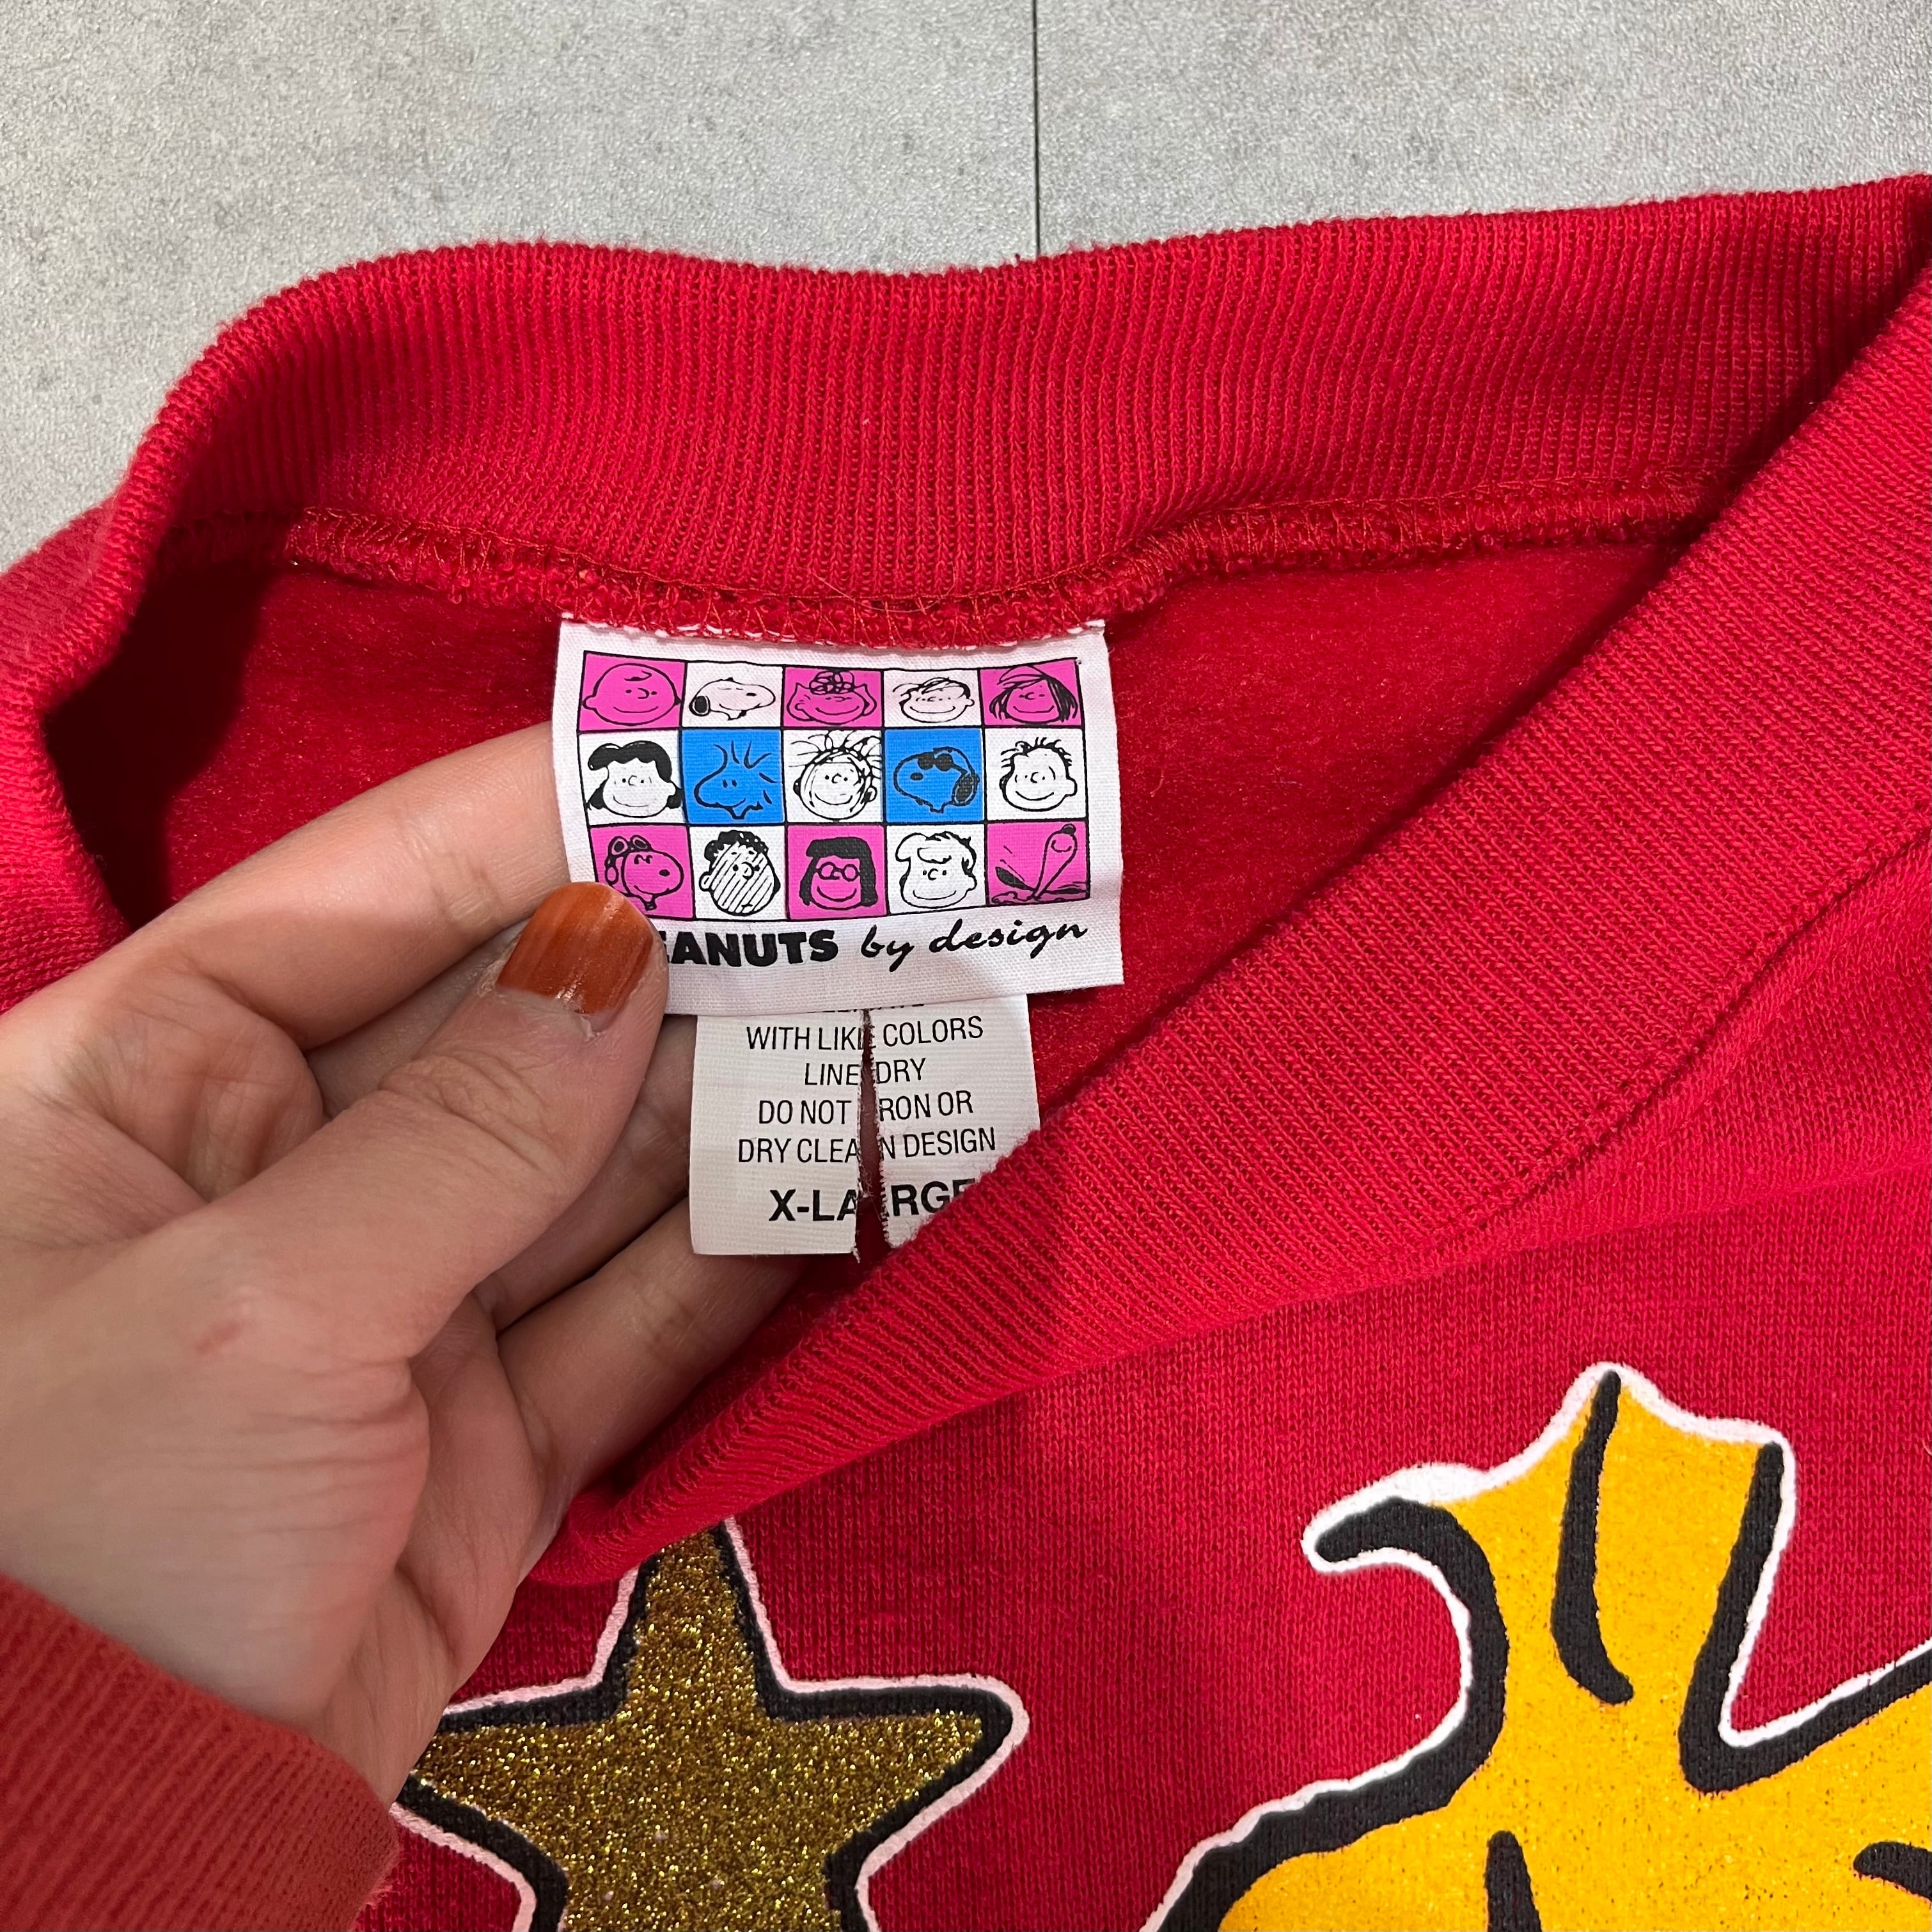 EANUTS by design
WITH LIKE COLORS
LINE DRY
DO NOT IRON OR
DRY CLEAN DESIGN
X-LARGE